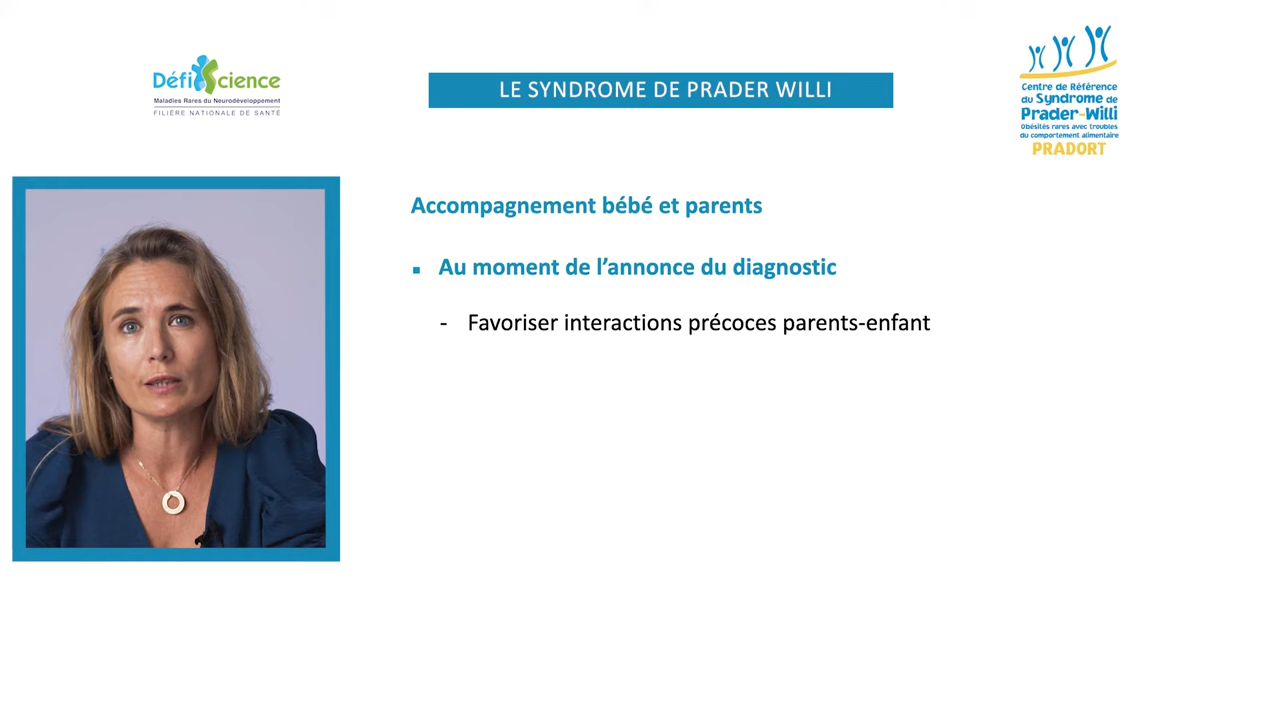 DéfiScience
Maladies Rares du Neurodéveloppement
FILIÈRE NATIONALE DE SANTÉ
LE SYNDROME DE PRADER WILLI
Centre de Référence
du Syndrome de
Prader-Willi
Obésités rares avec troubles
du comportement alimentaire
PRADORT
Accompagnement bébé et parents
▪ Au moment de l’annonce du diagnostic
- Favoriser interactions précoces parents-enfant